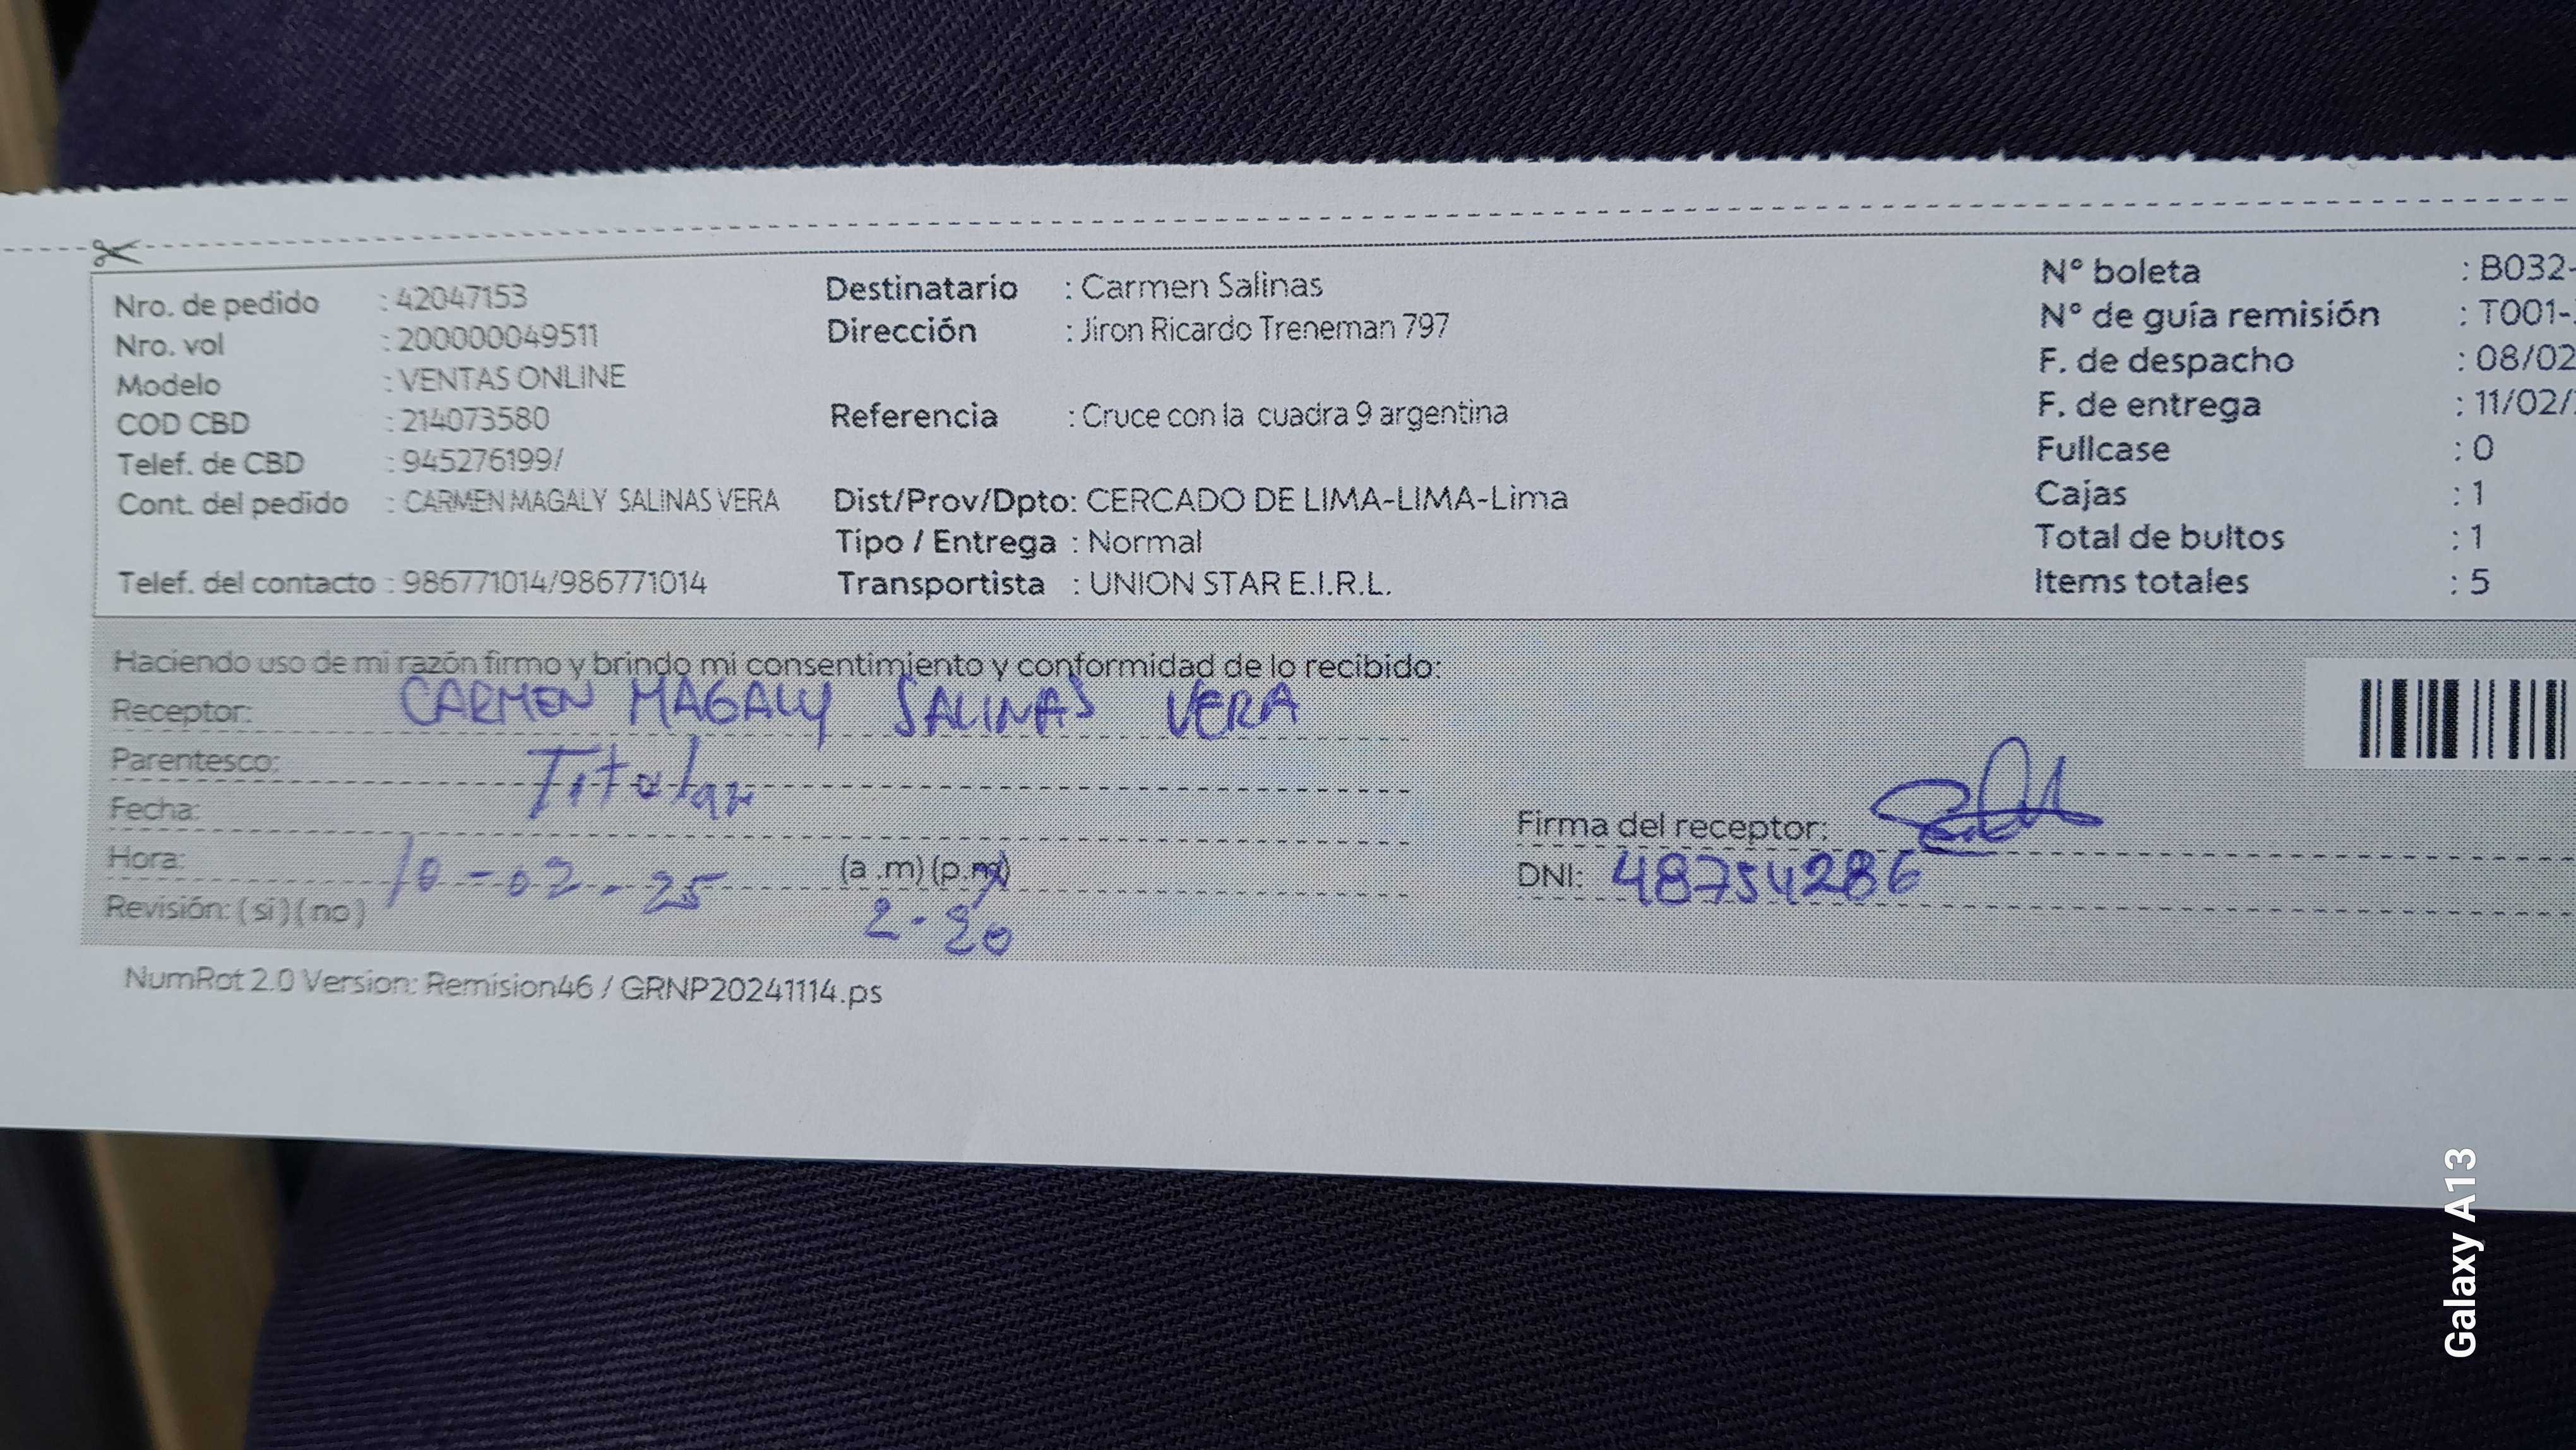 Nro. de pedido : 42047153
Nro. vol : 200000049511
Modelo : VENTAS ONLINE
COD CBD : 214073580
Telef. de CBD : 945276199/
Cont. del pedido : CARMEN MAGALY SALINAS VERA
Telef. del contacto : 986771014/986771014
Destinatario : Carmen Salinas
Dirección : Jiron Ricardo Treneman 797
Referencia : Cruce con la cuadra 9 argentina
Dist/Prov/Dpto: CERCADO DE LIMA-LIMA-Lima
Tipo / Entrega : Normal
Transportista : UNION STAR E.I.R.L.
N° boleta : B032-
N° de guía remisión : T001-
F. de despacho : 08/02
F. de entrega : 11/02/
Fullcase : 0
Cajas : 1
Total de bultos : 1
Items totales : 5
Haciendo uso de mi razón firmo y brindo mi consentimiento y conformidad de lo recibido:
Receptor: CARMEN MAGALY SALINAS VERA
Parentesco: Titular
Fecha:
Hora: 10-02-25 (a .m) (p.m)
Revisión: ( si ) ( no ) 2-20
Firma del receptor:
DNI: 48754286
NumRot 2.0 Version: Remision46 / GRNP20241114.ps
Galaxy A13